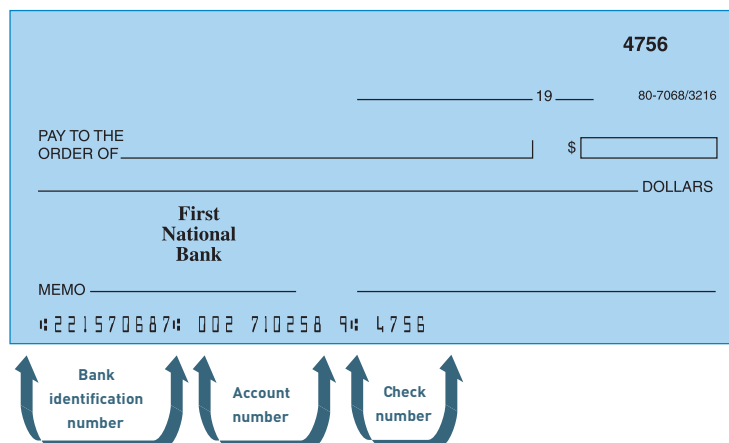 4756
19 80-7068/3216
PAY TO THE
ORDER OF $
DOLLARS
First
National
Bank
MEMO
⑆221570687⑆ 002 710258 9⑆ 4756
Bank
identification
number
Account
number
Check
number